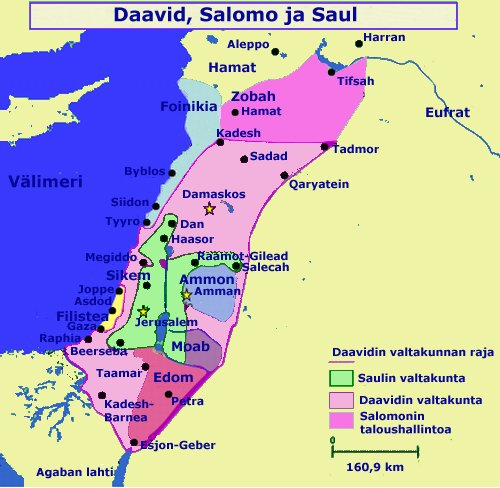 Daavid, Salomo ja Saul
Harran
Aleppo
Hamat
Tifsah
Zobah
Foinikia
Hamat
Eufrat
Kadesh
Tadmor
Sadad
Byblos
Qaryatein
Välimeri
Damaskos
Siidon
Tyyro
Dan
Haasor
Megiddo
Raamot-Gilead
Salecah
Sikem
Ammon
Joppe
Amman
Asdod
Filistea
Jerusalem
Gaza
Raphia
Beerseba
Moab
Daavidin valtakunnan raja
Taamar
Edom
Saulin valtakunta
Kadesh-
Barnea
Petra
Daavidin valtakunta
Salomonin
taloushallintoa
Esjon-Geber
160,9 km
Agaban lahti